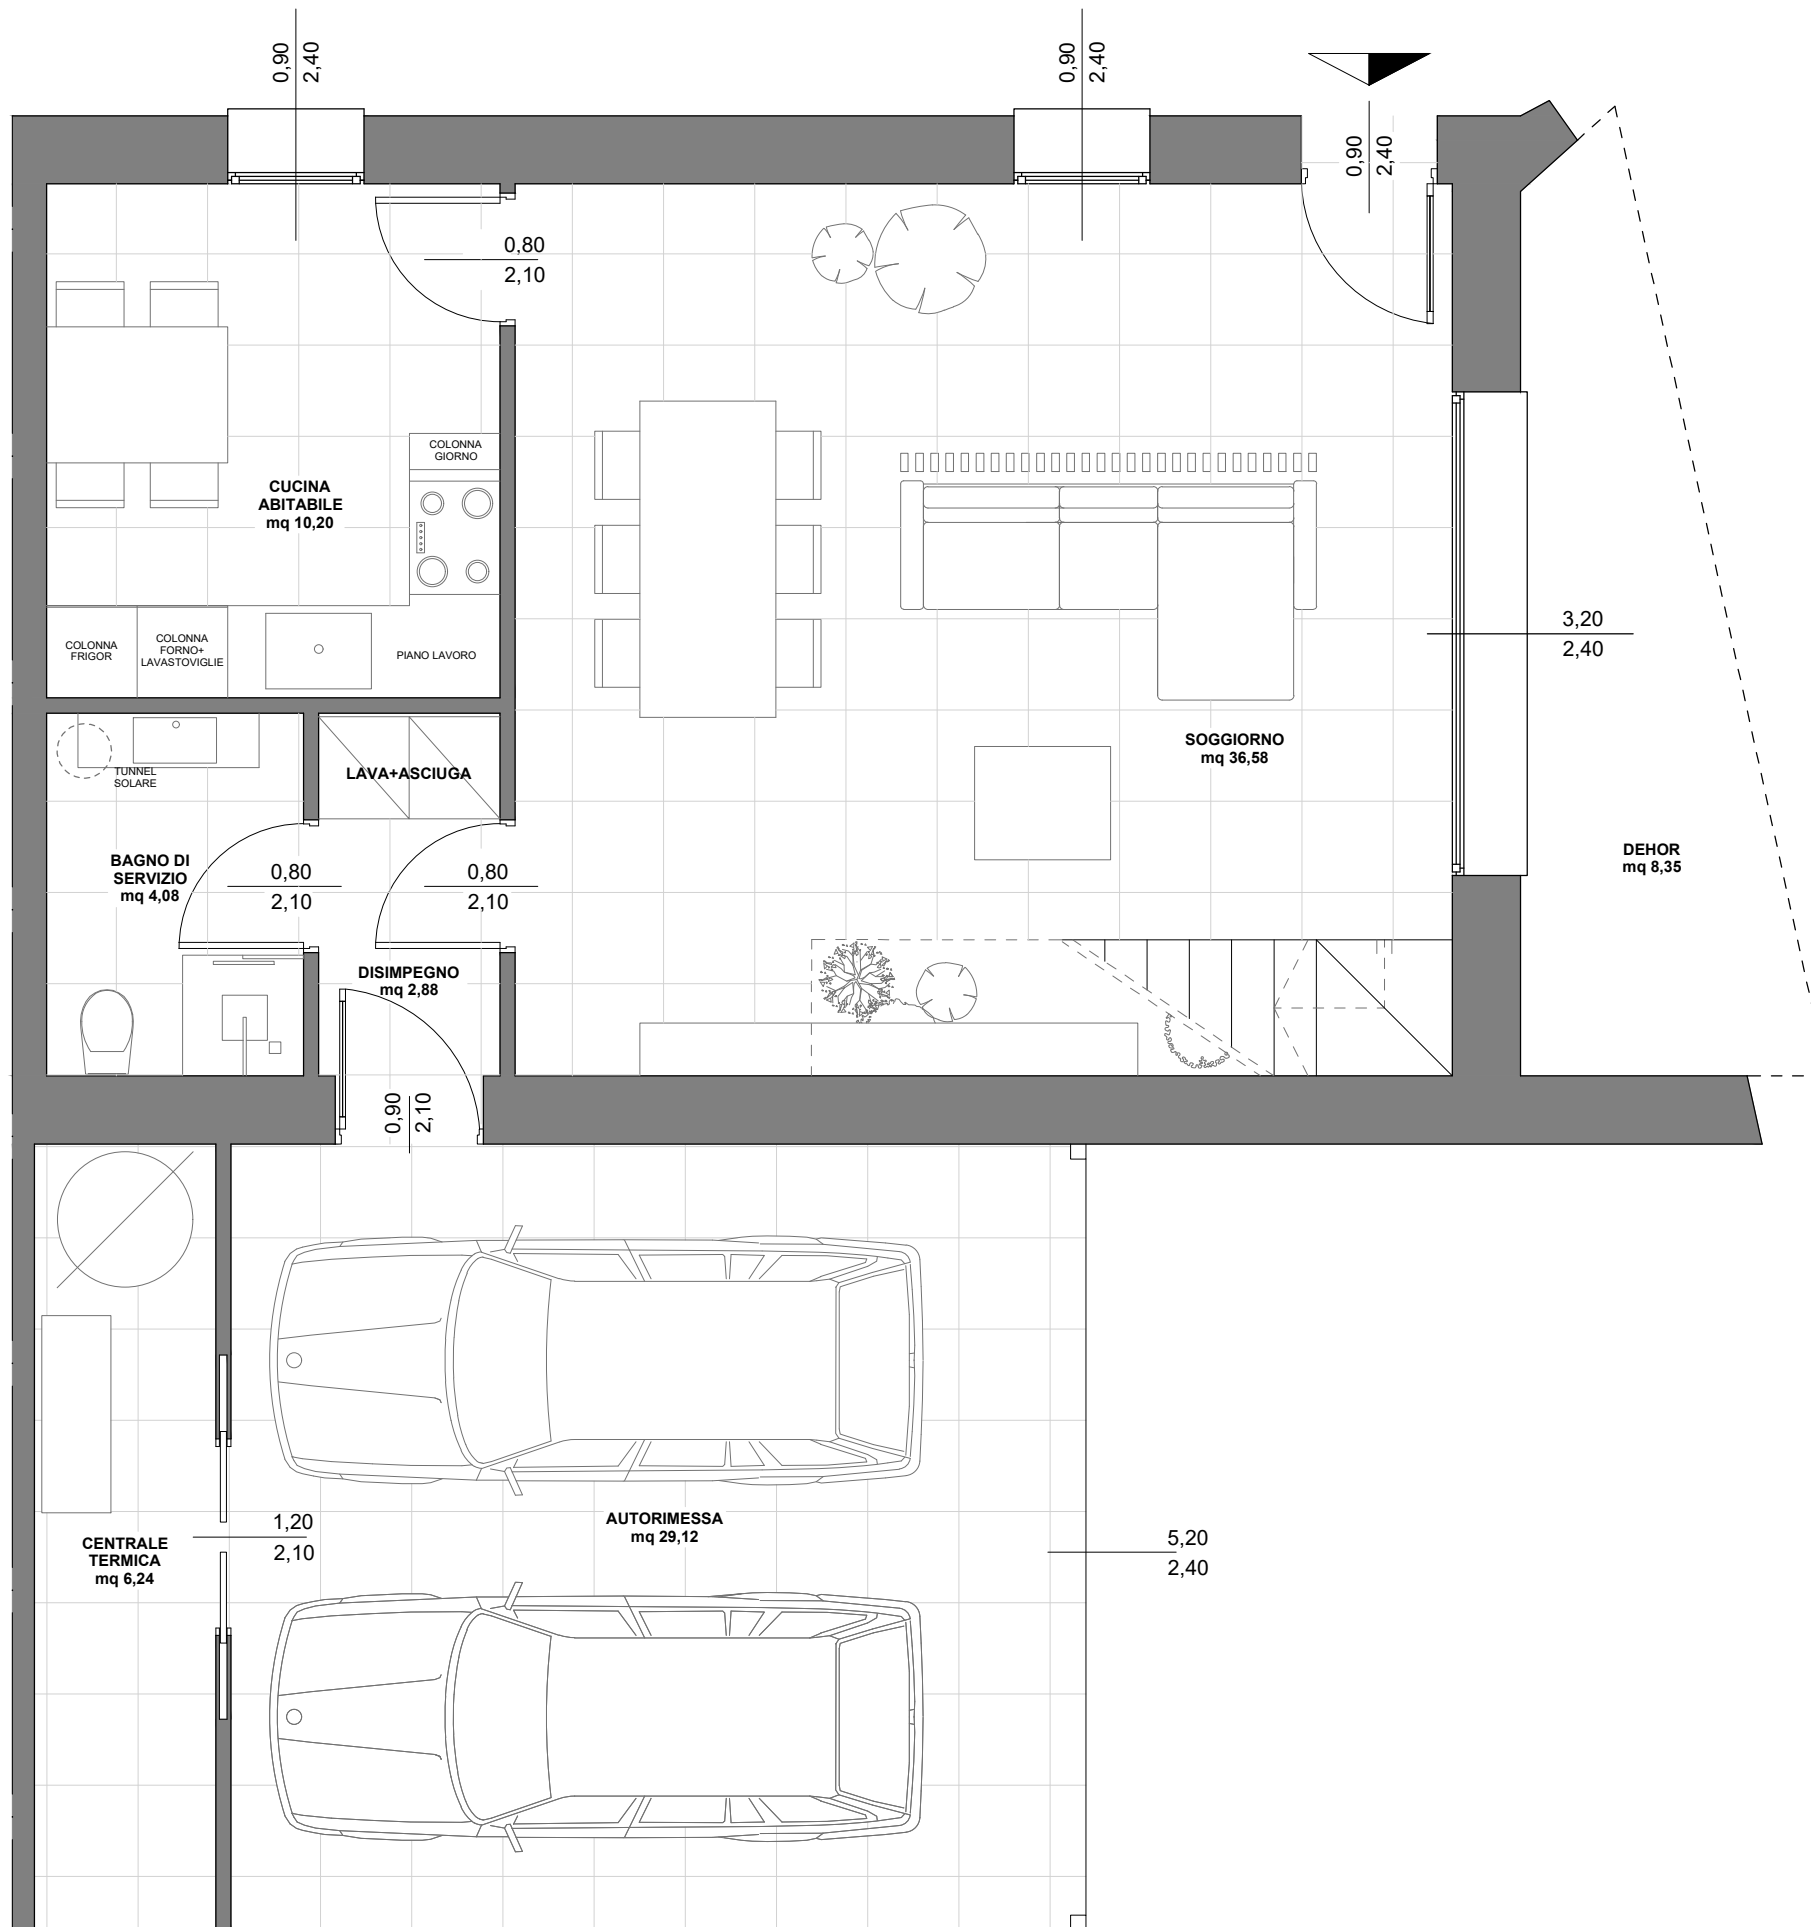 0,90
2,40
0,90
2,40
0,90
2,40
0,80
2,10
COLONNA
GIORNO
CUCINA
ABITABILE
mq 10,20
COLONNA
FRIGOR
COLONNA
FORNO+
LAVASTOVIGLIE
PIANO LAVORO
3,20
2,40
SOGGIORNO
mq 36,58
TUNNEL
SOLARE
LAVA+ASCIUGA
DEHOR
mq 8,35
BAGNO DI
SERVIZIO
mq 4,08
0,80
2,10
0,80
2,10
DISIMPEGNO
mq 2,88
0,90
2,10
AUTORIMESSA
mq 29,12
1,20
2,10
CENTRALE
TERMICA
mq 6,24
5,20
2,40